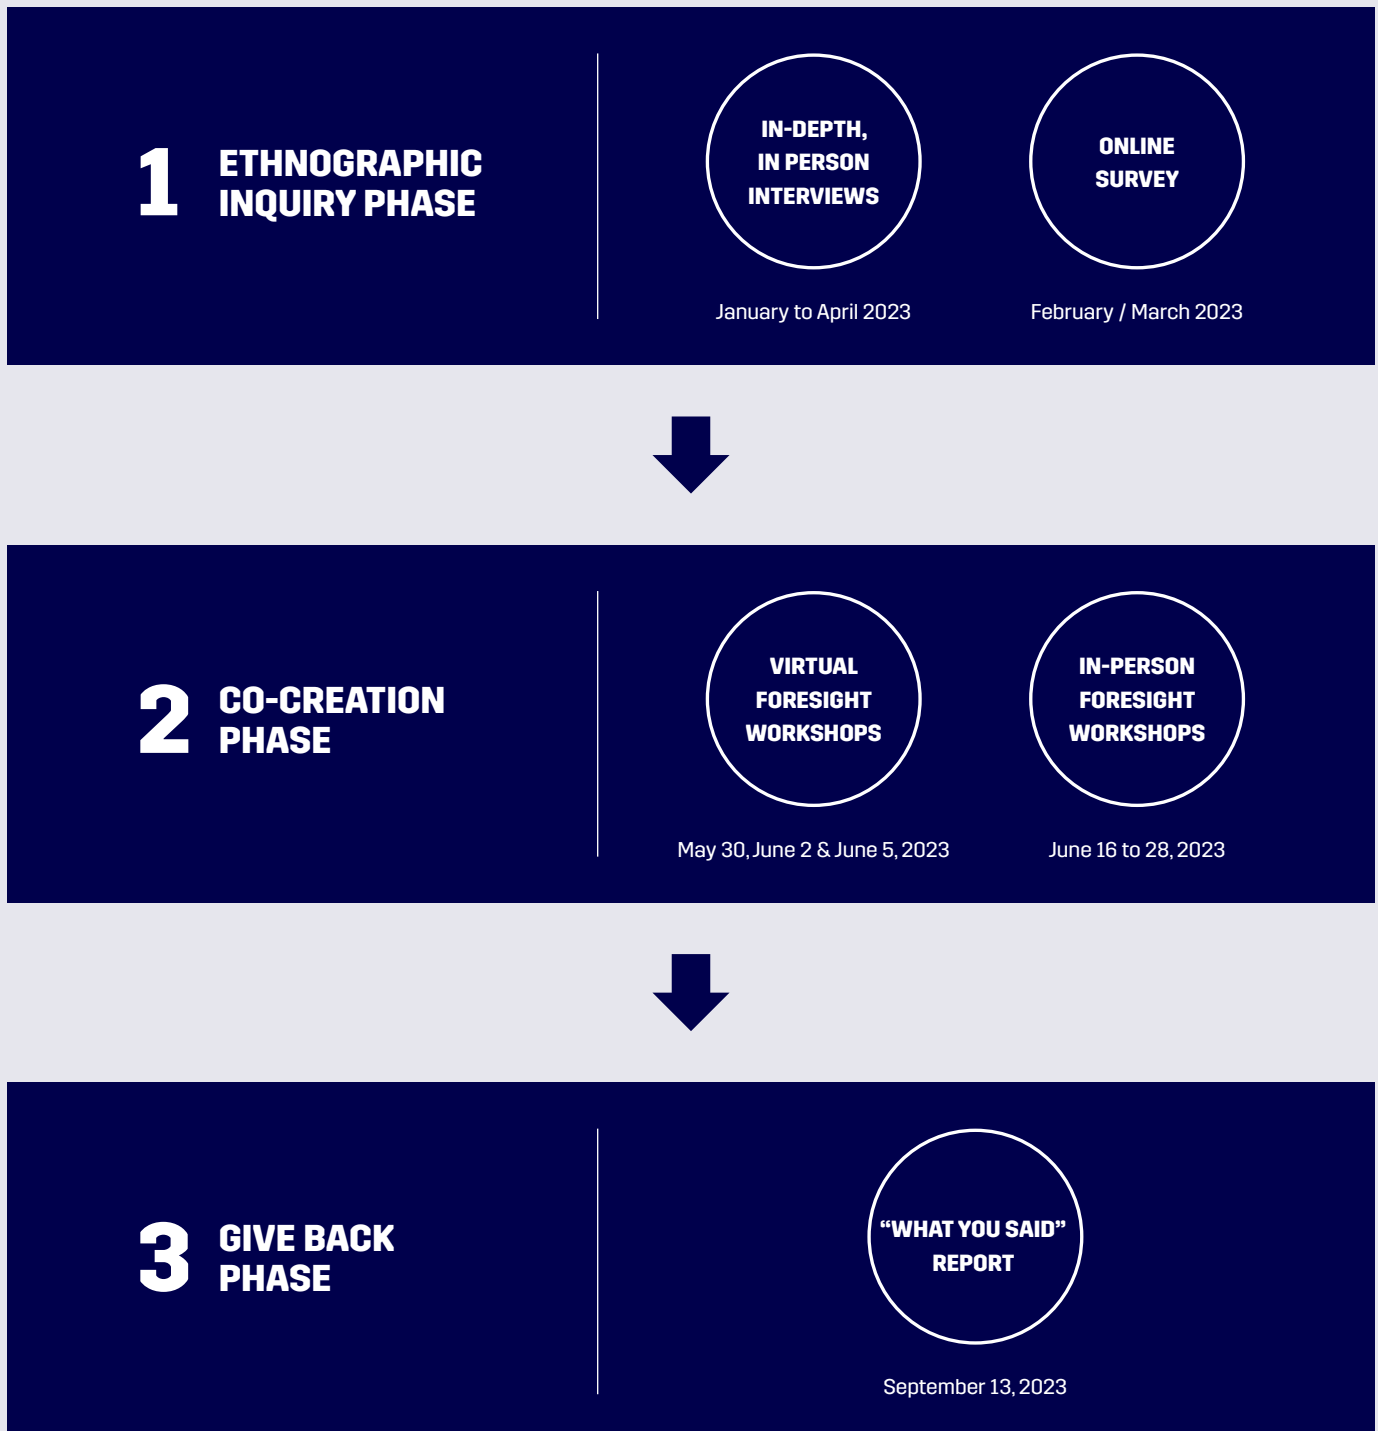 1
ETHNOGRAPHIC
INQUIRY PHASE
IN-DEPTH,
IN PERSON
INTERVIEWS
January to April 2023
ONLINE
SURVEY
February / March 2023
2
CO-CREATION
PHASE
VIRTUAL
FORESIGHT
WORKSHOPS
May 30, June 2 & June 5, 2023
IN-PERSON
FORESIGHT
WORKSHOPS
June 16 to 28, 2023
3
GIVE BACK
PHASE
“WHAT YOU SAID”
REPORT
September 13, 2023